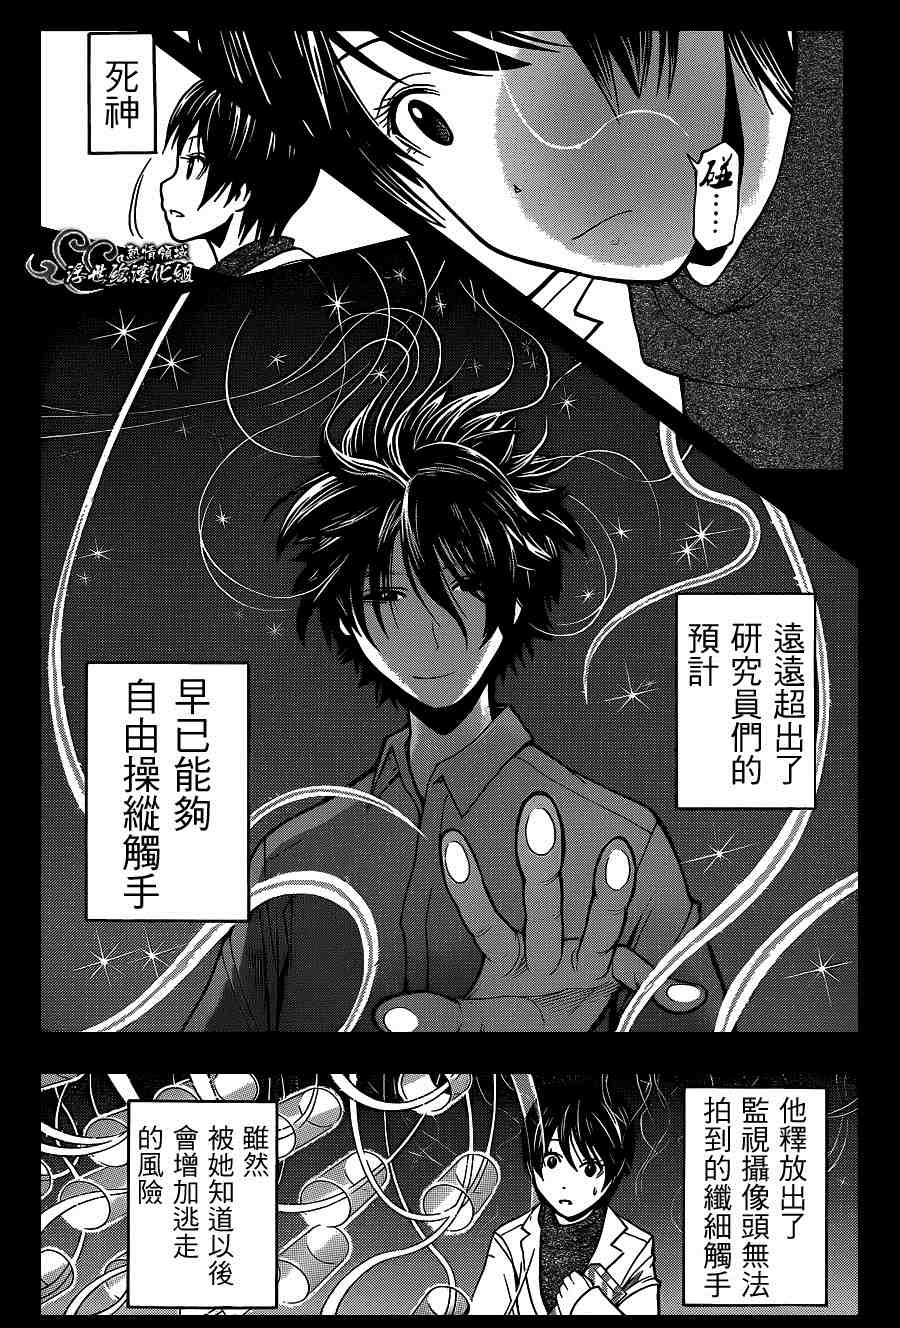 碰……
死神
熱情領域
浮世繪漢化組
遠遠超出了
研究員們的
預計
早已能夠
自由操縱觸手
他釋放出了
監視攝像頭無法
拍到的纖細觸手
雖然
被她知道以後
會增加逃走
的風險